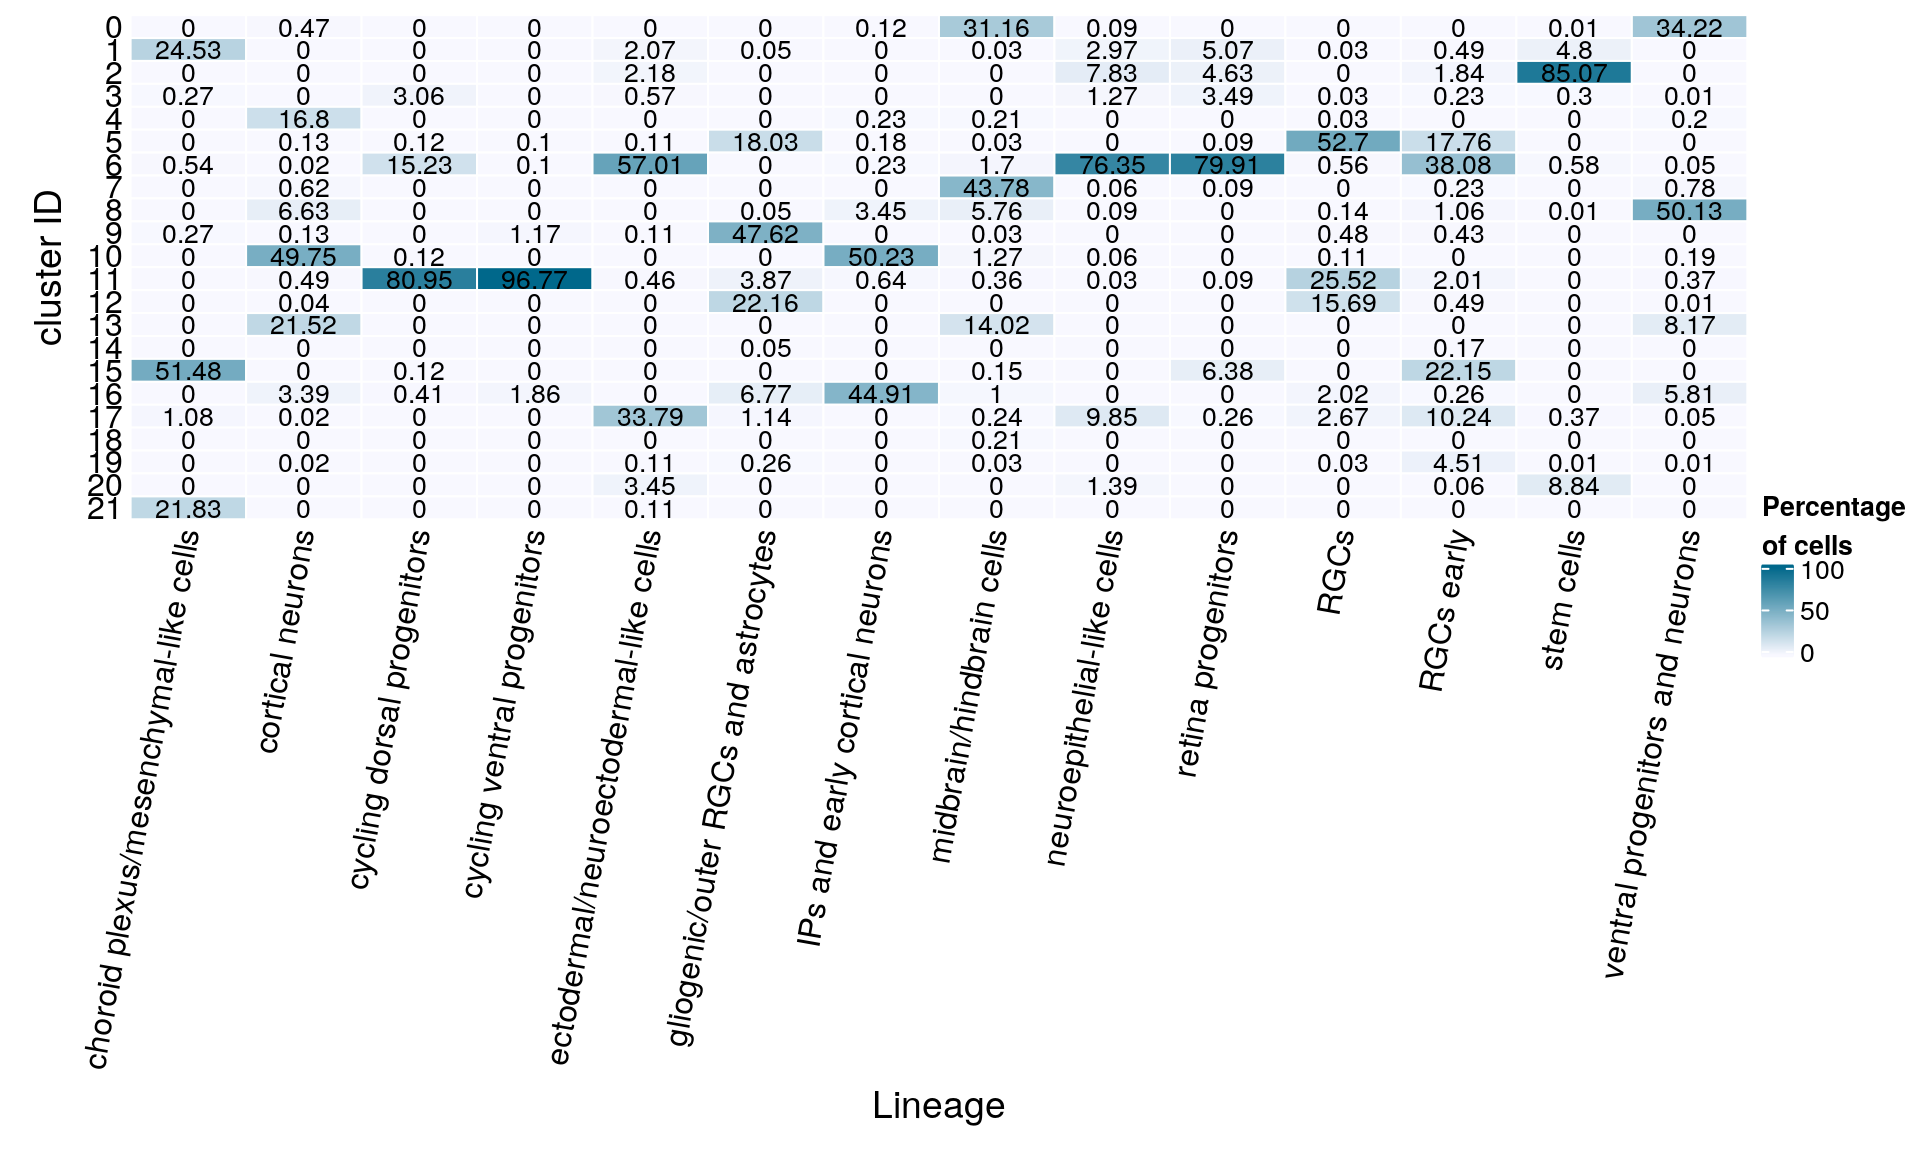 0 0 0.47 0 0 0 0 0.12 31.16 0.09 0 0 0 0.01 34.22
1 24.53 0 0 0 2.07 0.05 0 0.03 2.97 5.07 0.03 0.49 4.8 0
2 0 0 0 0 2.18 0 0 0 7.83 4.63 0 1.84 85.07 0
3 0.27 0 3.06 0 0.57 0 0 0 1.27 3.49 0.03 0.23 0.3 0.01
4 0 16.8 0 0 0 0 0.23 0.21 0 0 0.03 0 0 0.2
5 0 0.13 0.12 0.1 0.11 18.03 0.18 0.03 0 0.09 52.7 17.76 0 0
6 0.54 0.02 15.23 0.1 57.01 0 0.23 1.7 76.35 79.91 0.56 38.08 0.58 0.05
7 0 0.62 0 0 0 0 0 43.78 0.06 0.09 0 0.23 0 0.78
8 0 6.63 0 0 0 0.05 3.45 5.76 0.09 0 0.14 1.06 0.01 50.13
9 0.27 0.13 0 1.17 0.11 47.62 0 0.03 0 0 0.48 0.43 0 0
10 0 49.75 0.12 0 0 0 50.23 1.27 0.06 0 0.11 0 0 0.19
11 0 0.49 80.95 96.77 0.46 3.87 0.64 0.36 0.03 0.09 25.52 2.01 0 0.37
12 0 0.04 0 0 0 22.16 0 0 0 0 15.69 0.49 0 0.01
13 0 21.52 0 0 0 0 0 14.02 0 0 0 0 0 8.17
14 0 0 0 0 0 0.05 0 0 0 0 0 0.17 0 0
15 51.48 0 0.12 0 0 0 0 0.15 0 6.38 0 22.15 0 0
16 0 3.39 0.41 1.86 0 6.77 44.91 1 0 0 2.02 0.26 0 5.81
17 1.08 0.02 0 0 33.79 1.14 0 0.24 9.85 0.26 2.67 10.24 0.37 0.05
18 0 0 0 0 0 0 0 0.21 0 0 0 0 0 0
19 0 0.02 0 0 0.11 0.26 0 0.03 0 0 0.03 4.51 0.01 0.01
20 0 0 0 0 3.45 0 0 0 1.39 0 0 0.06 8.84 0
21 21.83 0 0 0 0.11 0 0 0 0 0 0 0 0 0
cluster ID
choroid plexus/mesenchymal-like cells
cortical neurons
cycling dorsal progenitors
cycling ventral progenitors
ectodermal/neuroectodermal-like cells
gliogenic/outer RGCs and astrocytes
IPs and early cortical neurons
midbrain/hindbrain cells
neuroepithelial-like cells
retina progenitors
RGCs
RGCs early
stem cells
ventral progenitors and neurons
Lineage
Percentage
of cells
100
50
0